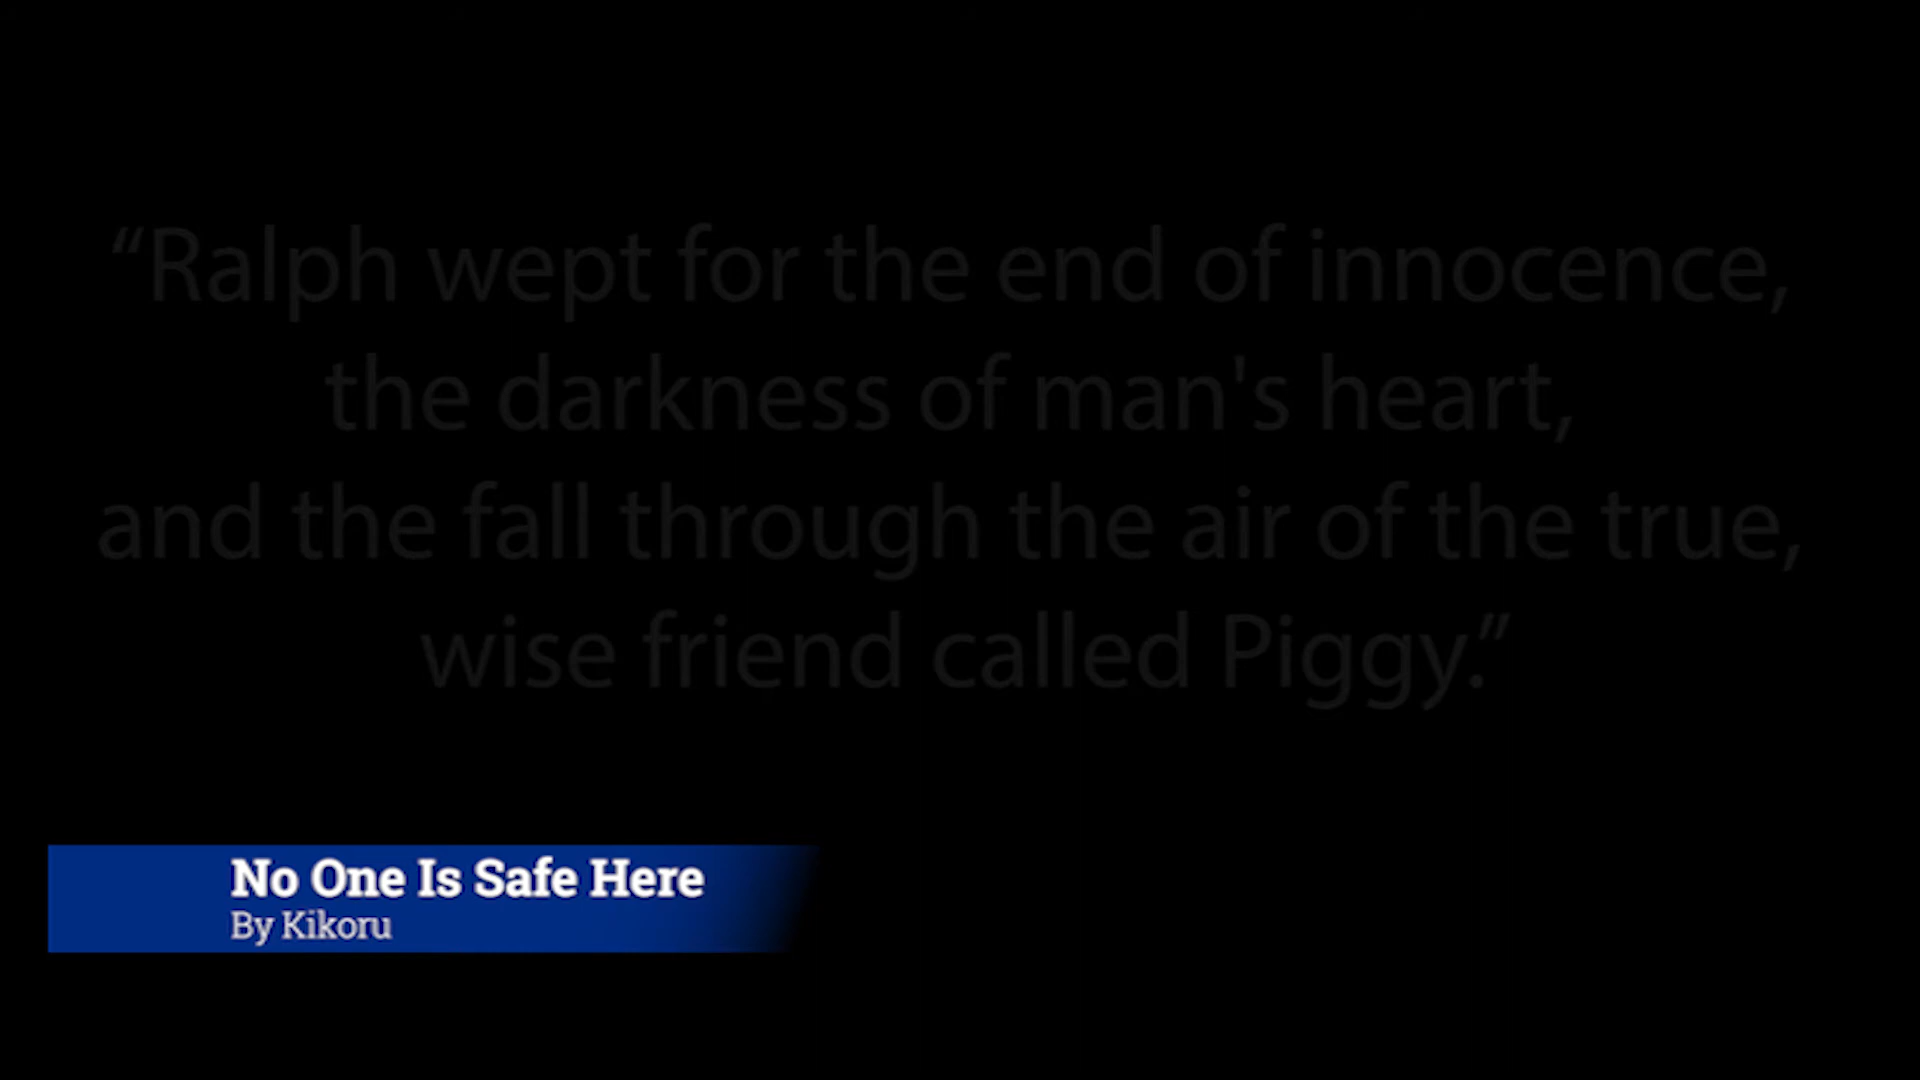 “Ralph wept for the end of innocence,
the darkness of man's heart,
and the fall through the air of the true,
wise friend called Piggy.”
No One Is Safe Here
By Kikoru